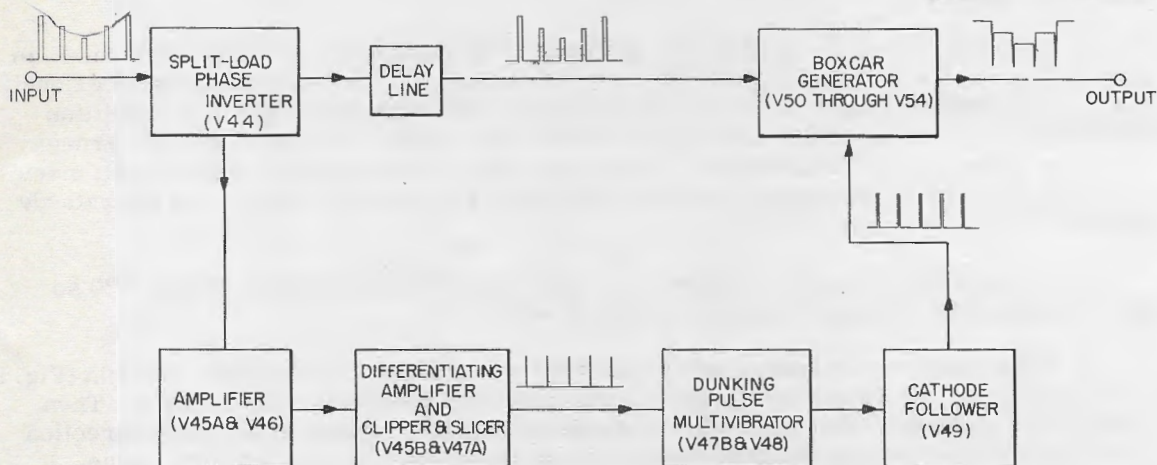 INPUT
SPLIT-LOAD
PHASE
INVERTER
(V44)
DELAY
LINE
BOXCAR
GENERATOR
(V50 THROUGH V54)
OUTPUT
AMPLIFIER
(V45A& V46)
DIFFERENTIATING
AMPLIFIER
AND
CLIPPER & SLICER
(V45B&V47A)
DUNKING
PULSE
MULTIVIBRATOR
(V47B&V48)
CATHODE
FOLLOWER
(V49)